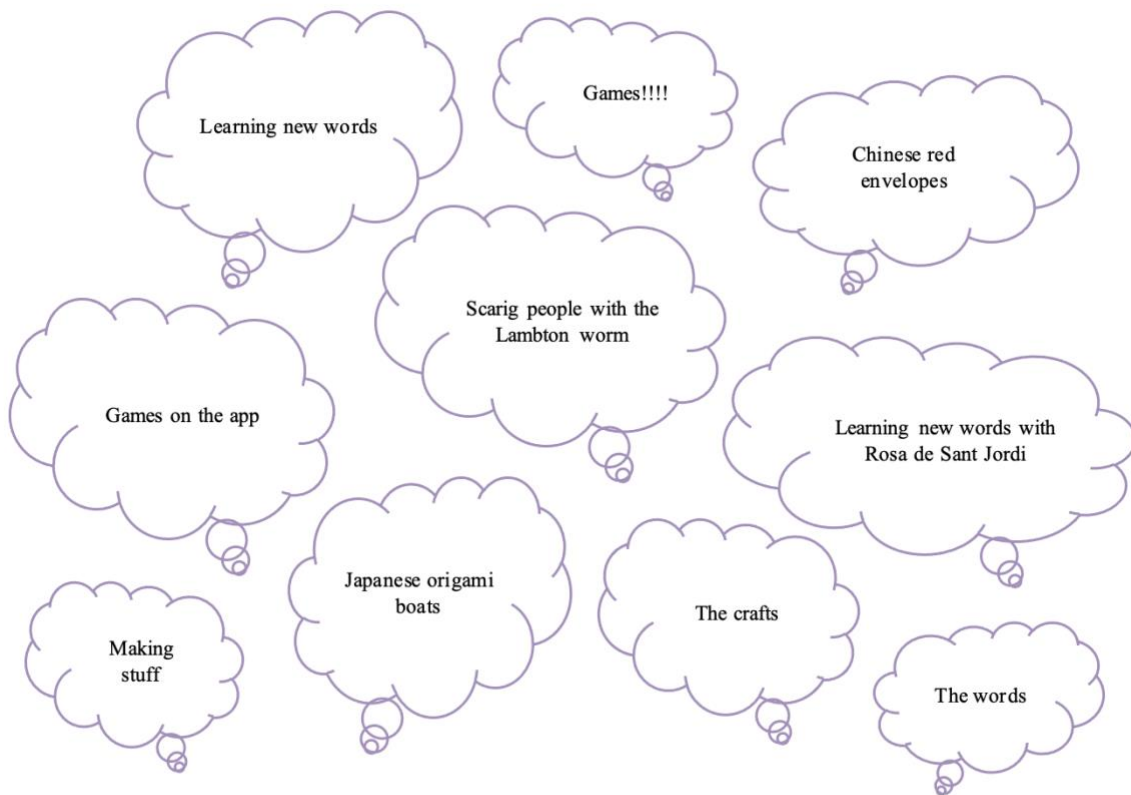 Learning new words
Games!!!!
Chinese red
envelopes
Scarig people with the
Lambton worm
Games on the app
Learning new words with
Rosa de Sant Jordi
Japanese origami
boats
The crafts
Making
stuff
The words